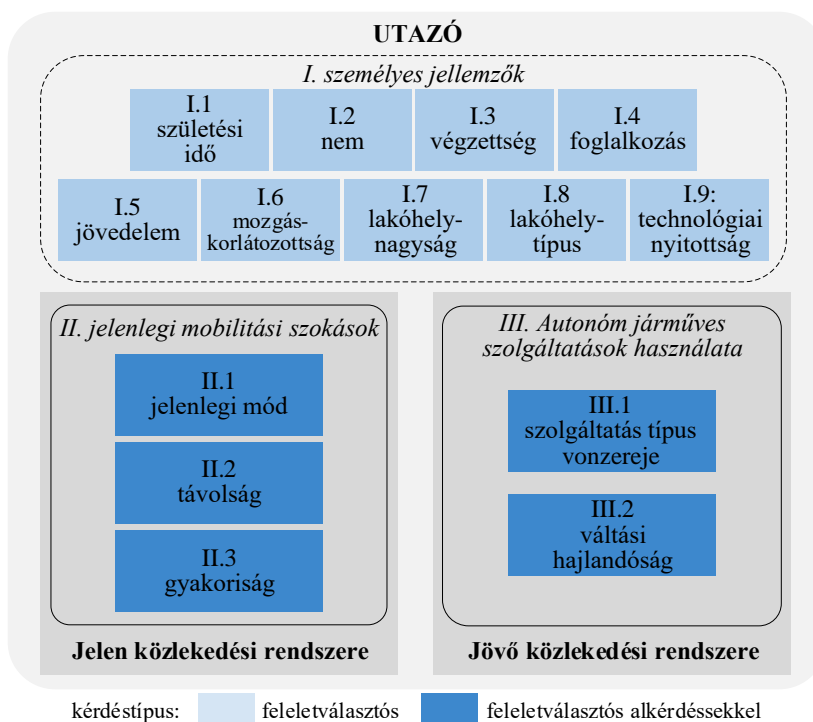 UTAZÓ
I. személyes jellemzők
I.1
születési
idő
I.2
nem
I.3
végzettség
I.4
foglalkozás
I.5
jövedelem
I.6
mozgás-
korlátozottság
I.7
lakóhely-
nagyság
I.8
lakóhely-
típus
I.9:
technológiai
nyitottság
II. jelenlegi mobilitási szokások
II.1
jelenlegi mód
II.2
távolság
II.3
gyakoriság
Jelen közlekedési rendszere
III. Autonóm járműves
szolgáltatások használata
III.1
szolgáltatás típus
vonzereje
III.2
váltási
hajlandóság
Jövő közlekedési rendszere
kérdéstípus: feleletválasztós feleletválasztós alkérdéssekkel